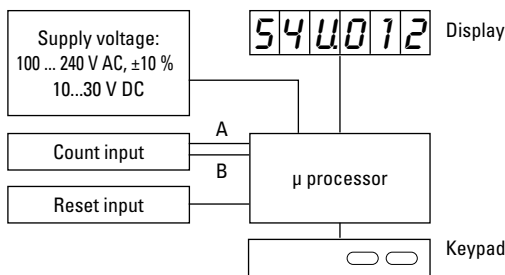 Supply voltage:
100 ... 240 V AC, ±10 %
10...30 V DC
54U.012
Display
A
Count input
B
µ processor
Reset input
Keypad